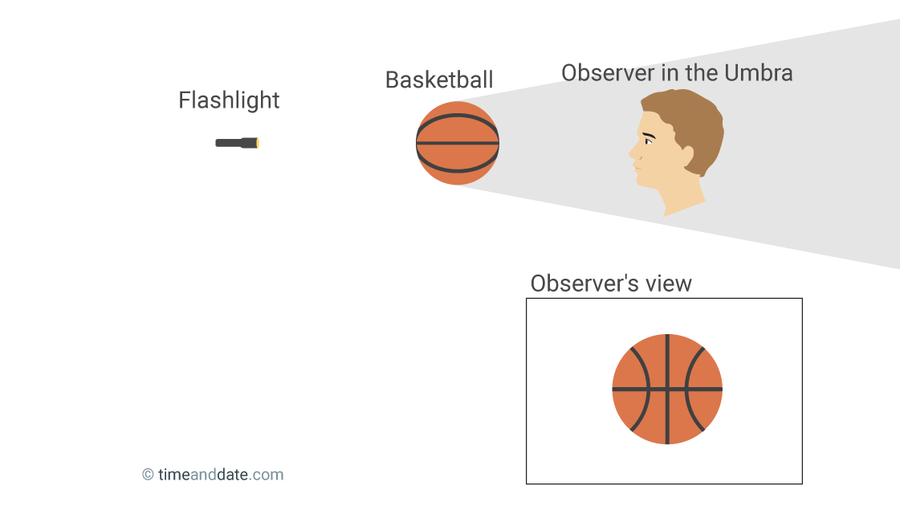 Flashlight
Basketball
Observer in the Umbra
Observer's view
© timeanddate.com